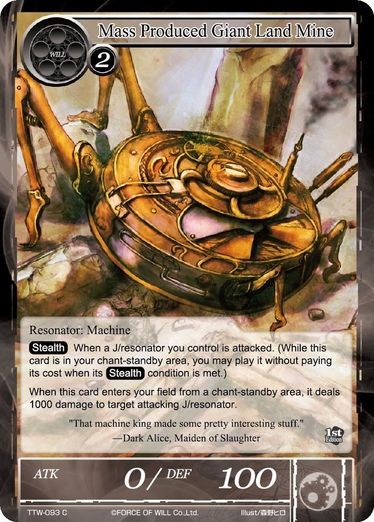 Mass Produced Giant Land Mine
WILL
2
Resonator: Machine
Stealth When a J/resonator you control is attacked. (While this
card is in your chant-standby area, you may play it without paying
its cost when its Stealth condition is met.)
When this card enters your field from a chant-standby area, it deals
1000 damage to target attacking J/resonator.
"That machine king made some pretty interesting stuff."
—Dark Alice, Maiden of Slaughter
1st
Edition
ATK 0/ DEF 100
TTW-093 C ©FORCE OF WILL Co.,Ltd. Illust/森野ヒロ